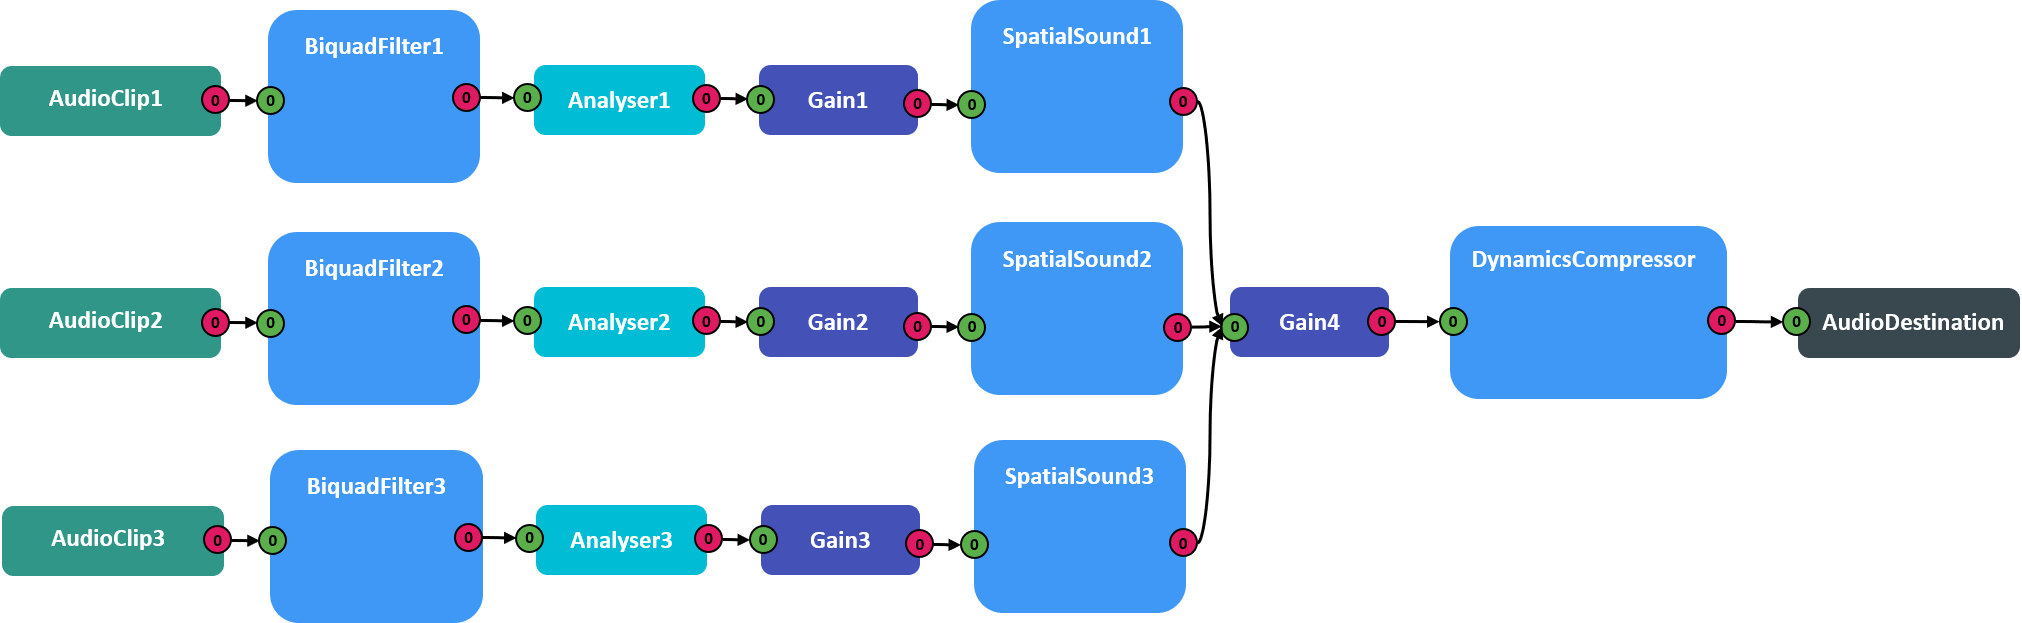 AudioClip1
0
0
BiquadFilter1
0
0
Analyser1
0
0
Gain1
0
0
SpatialSound1
0
AudioClip2
0
0
BiquadFilter2
0
0
Analyser2
0
0
Gain2
0
0
SpatialSound2
0
0
Gain4
0
0
DynamicsCompressor
0
0
AudioDestination
AudioClip3
0
0
BiquadFilter3
0
0
Analyser3
0
0
Gain3
0
0
SpatialSound3
0